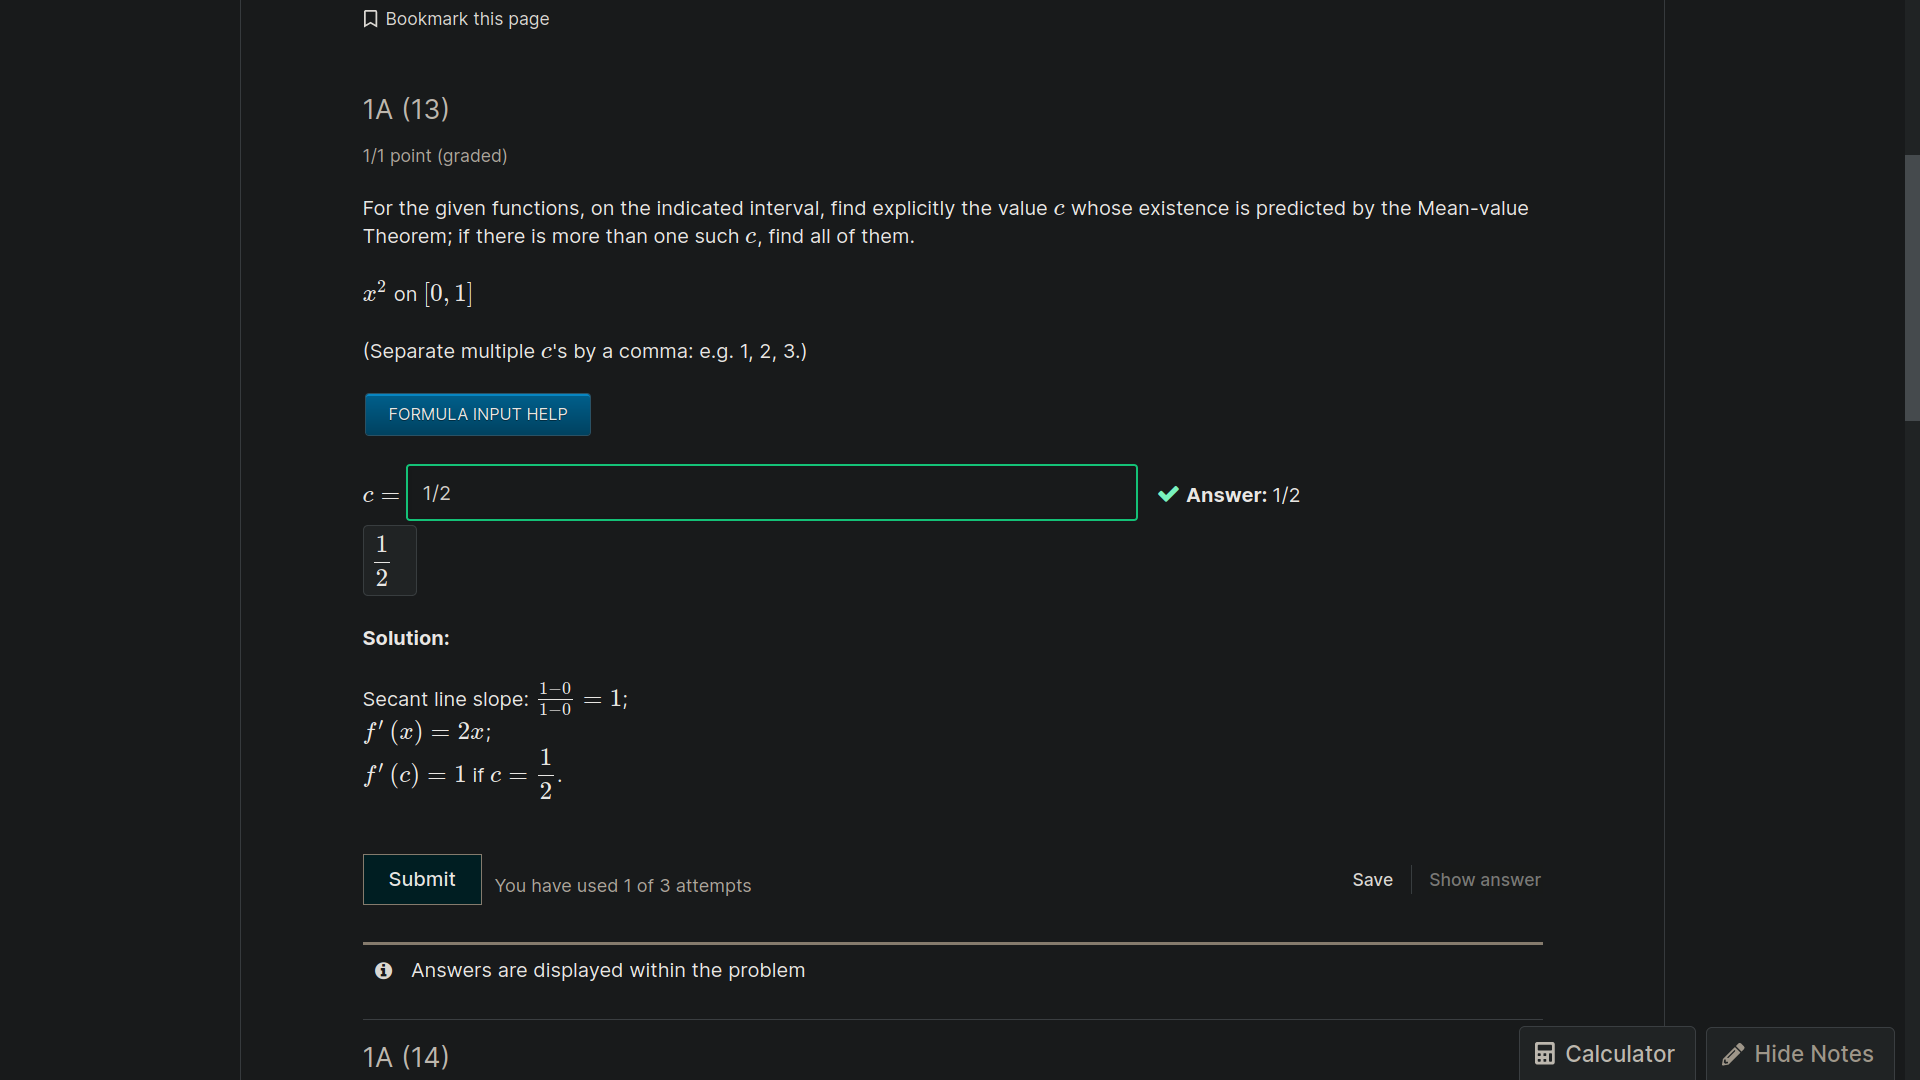 Bookmark this page
1A (13)
1/1 point (graded)
For the given functions, on the indicated interval, find explicitly the value c whose existence is predicted by the Mean-value
Theorem; if there is more than one such c, find all of them.
x² on [0, 1]
(Separate multiple c's by a comma: e.g. 1, 2, 3.)
FORMULA INPUT HELP
c = 1/2 Answer: 1/2
1/2
Solution:
Secant line slope: (1−0)/(1−0) = 1;
f′ (x) = 2x;
f′ (c) = 1 if c = 1/2.
Submit You have used 1 of 3 attempts Save Show answer
Answers are displayed within the problem
1A (14)
Calculator Hide Notes